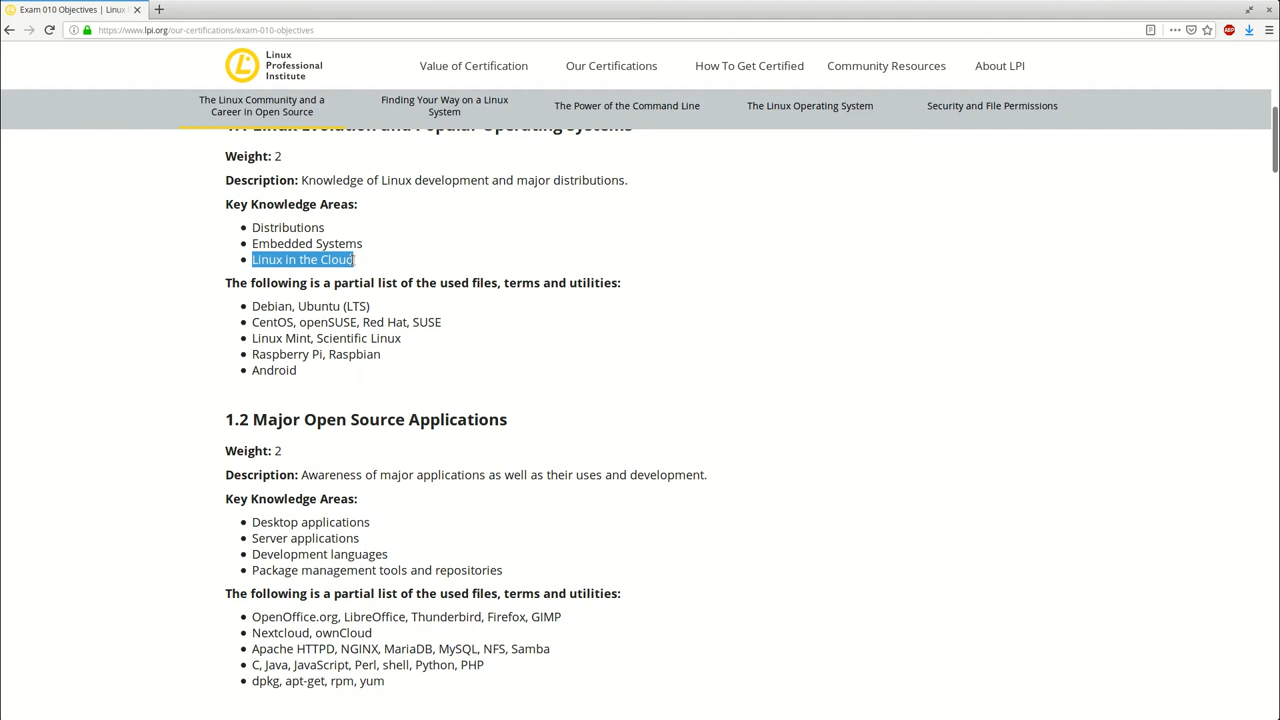 Exam 010 Objectives | Linux
https://www.lpi.org/our-certifications/exam-010-objectives
ABP
Linux
Professional
Institute
Value of Certification
Our Certifications
How To Get Certified
Community Resources
About LPI
The Linux Community and a
Career in Open Source
Finding Your Way on a Linux
System
The Power of the Command Line
The Linux Operating System
Security and File Permissions
1.1 Linux Evolution and Popular Operating Systems
Weight: 2
Description: Knowledge of Linux development and major distributions.
Key Knowledge Areas:
Distributions
Embedded Systems
Linux in the Cloud
The following is a partial list of the used files, terms and utilities:
Debian, Ubuntu (LTS)
CentOS, openSUSE, Red Hat, SUSE
Linux Mint, Scientific Linux
Raspberry Pi, Raspbian
Android
1.2 Major Open Source Applications
Weight: 2
Description: Awareness of major applications as well as their uses and development.
Key Knowledge Areas:
Desktop applications
Server applications
Development languages
Package management tools and repositories
The following is a partial list of the used files, terms and utilities:
OpenOffice.org, LibreOffice, Thunderbird, Firefox, GIMP
Nextcloud, ownCloud
Apache HTTPD, NGINX, MariaDB, MySQL, NFS, Samba
C, Java, JavaScript, Perl, shell, Python, PHP
dpkg, apt-get, rpm, yum